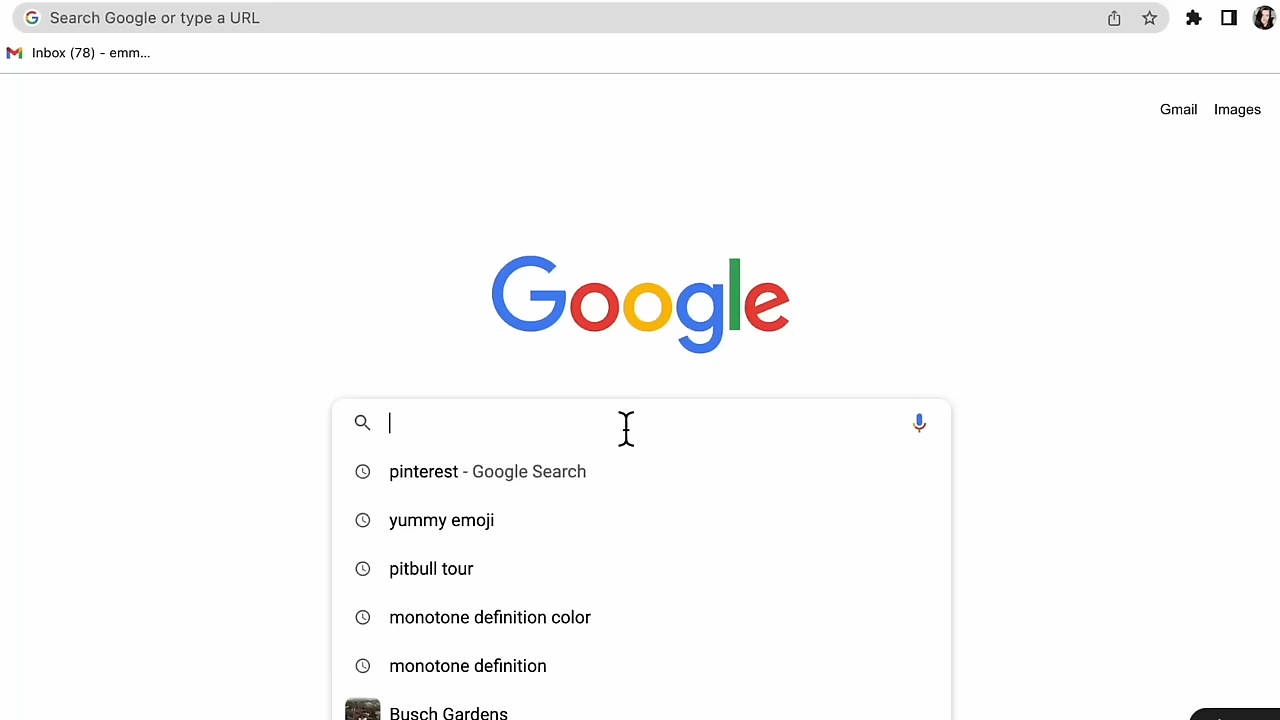 Search Google or type a URL
Inbox (78) - emm...
Gmail Images
Google
pinterest - Google Search
yummy emoji
pitbull tour
monotone definition color
monotone definition
Busch Gardens